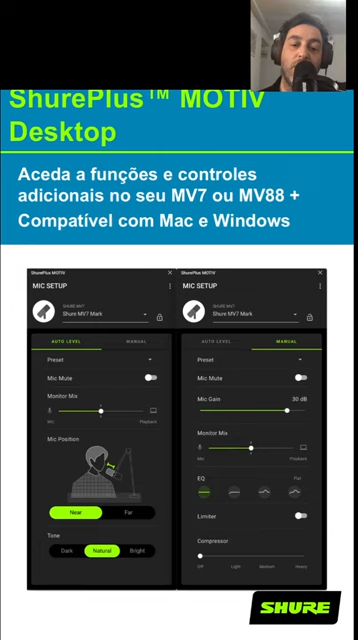 ShurePlus™ MOTIV
Desktop
Aceda a funções e controles
adicionais no seu MV7 ou MV88 +
Compatível com Mac e Windows
ShurePlus MOTIV
MIC SETUP
SHURE MV7
Shure MV7 Mark
AUTO LEVEL
MANUAL
Preset
Mic Mute
Monitor Mix
Mic
Playback
Mic Position
Near
Far
Tone
Dark
Natural
Bright
ShurePlus MOTIV
MIC SETUP
SHURE MV7
Shure MV7 Mark
AUTO LEVEL
MANUAL
Preset
Mic Mute
Mic Gain
30 dB
Monitor Mix
Mic
Playback
EQ
Flat
Limiter
Compressor
Off
Light
Medium
Heavy
SHURE